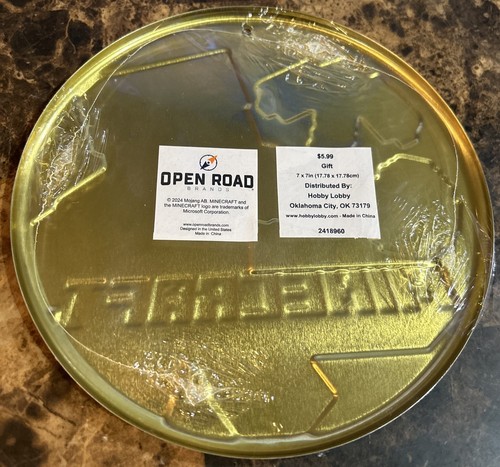 OPEN ROAD
BRANDS
© 2024 Mojang AB. MINECRAFT and
the MINECRAFT logo are trademarks of
Microsoft Corporation.
www.openroadbrands.com
Designed in the United States
Made in China
$5.99
Gift
7 x 7in (17.78 x 17.78cm)
Distributed By:
Hobby Lobby
Oklahoma City, OK 73179
www.hobbylobby.com - Made in China
2418960
MINECRAFT